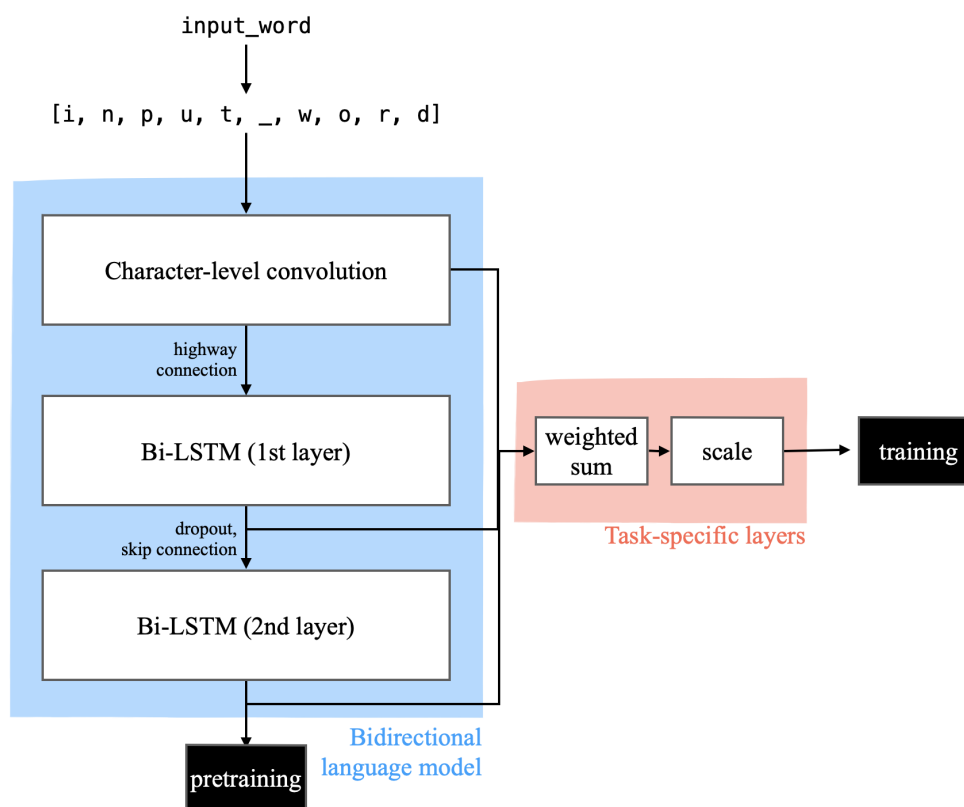 input_word
[i, n, p, u, t, _, w, o, r, d]
Character-level convolution
highway
connection
Bi-LSTM (1st layer)
dropout,
skip connection
Bi-LSTM (2nd layer)
pretraining
Bidirectional
language model
weighted
sum
scale
Task-specific layers
training